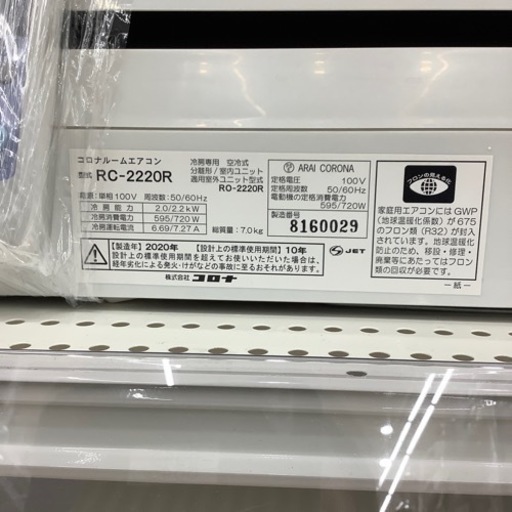 コロナルームエアコン
型式 RC-2220R
冷房専用 空冷式
分離形/室内ユニット
適用室外ユニット型式
RO-2220R
電源:単相100V 周波数:50/60Hz
冷房能力 2.0/2.2kW
冷房消費電力 595/720W
冷房運転電流 6.69/7.27A
総質量: 7.0kg
ARAI CORONA
定格電圧 100V
定格周波数 50/60Hz
電動機の定格消費電力
595/720W
製造番号
8160029
【製造年】2020年 【設計上の標準使用期間】10年
設計上の標準使用期間を超えてお使いいただいた場合は、
経年劣化による発火・けが等の事故に至るおそれがあります。
JET
株式会社 コロナ
フロンの見える化
家庭用エアコンにはGWP
(地球温暖化係数)が675
のフロン類(R32)が封入
されています。地球温暖化
防止のため、移設・修理・
廃棄等にあたってはフロン
類の回収が必要です。
―紙―